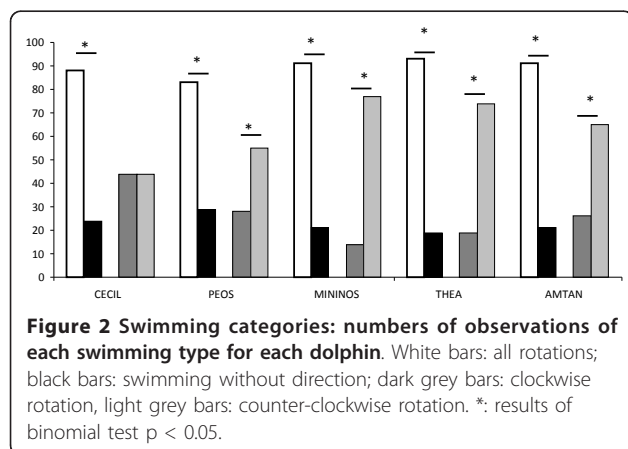 100
90
80
70
60
50
40
30
20
10
0
* * * * * * * * *
CECIL PEOS MININOS THEA AMTAN
Figure 2 Swimming categories: numbers of observations of
each swimming type for each dolphin. White bars: all rotations;
black bars: swimming without direction; dark grey bars: clockwise
rotation, light grey bars: counter-clockwise rotation. *: results of
binomial test p < 0.05.